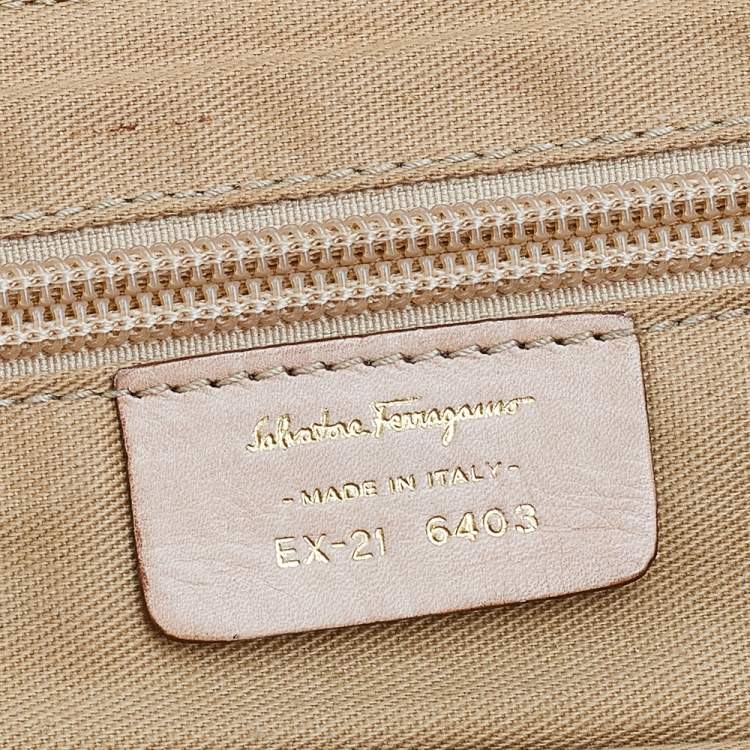 Salvatore Ferragamo
- MADE IN ITALY -
EX-21 6403